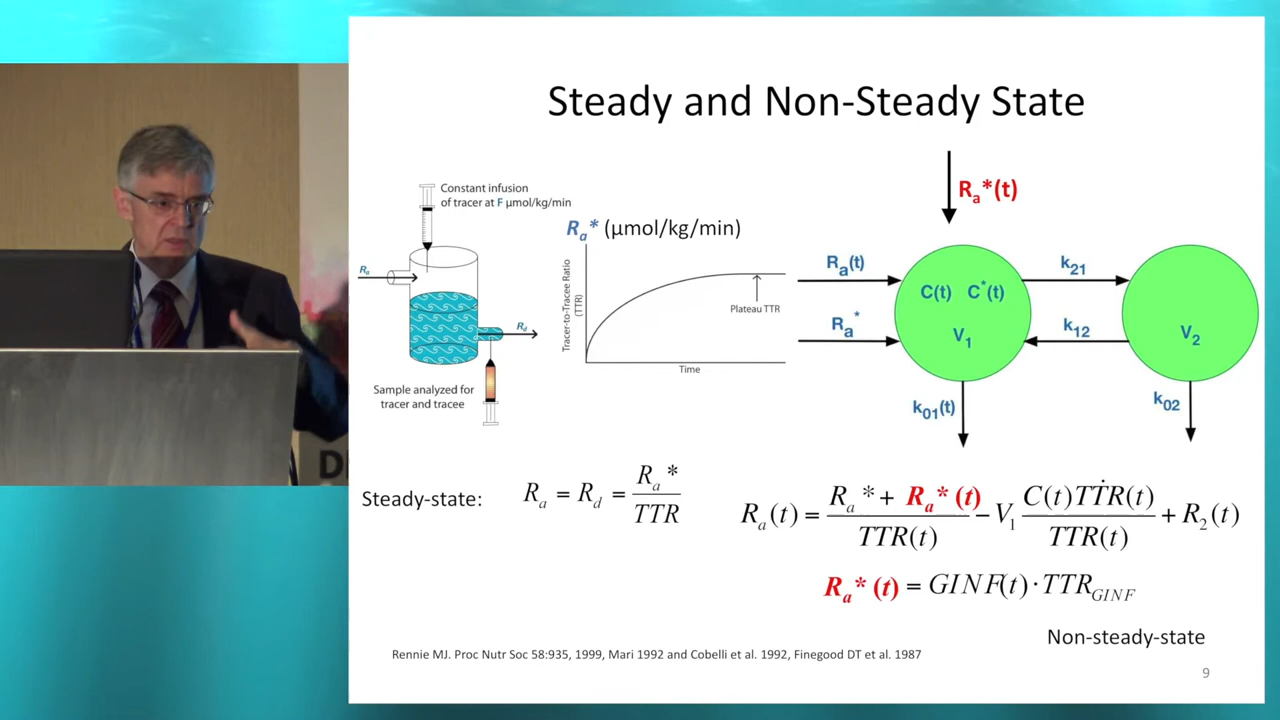 Steady and Non-Steady State
Constant infusion
of tracer at F µmol/kg/min
Rₐ
R_d
Sample analyzed for
tracer and tracee
Rₐ* (µmol/kg/min)
Tracer-to-Tracee Ratio
(TTR)
Plateau TTR
Time
Rₐ*(t)
Rₐ(t)
Rₐ*
C(t) C*(t)
V₁
k₂₁
k₁₂
V₂
k₀₁(t)
k₀₂
Steady-state:
Rₐ = R_d = Rₐ* / TTR
Rₐ(t) = (Rₐ* + Rₐ*(t)) / TTR(t) − V₁ C(t)TṪR(t) / TTR(t) + R₂(t)
Rₐ*(t) = GINF(t) · TTR_GINF
Non-steady-state
Rennie MJ. Proc Nutr Soc 58:935, 1999, Mari 1992 and Cobelli et al. 1992, Finegood DT et al. 1987
9